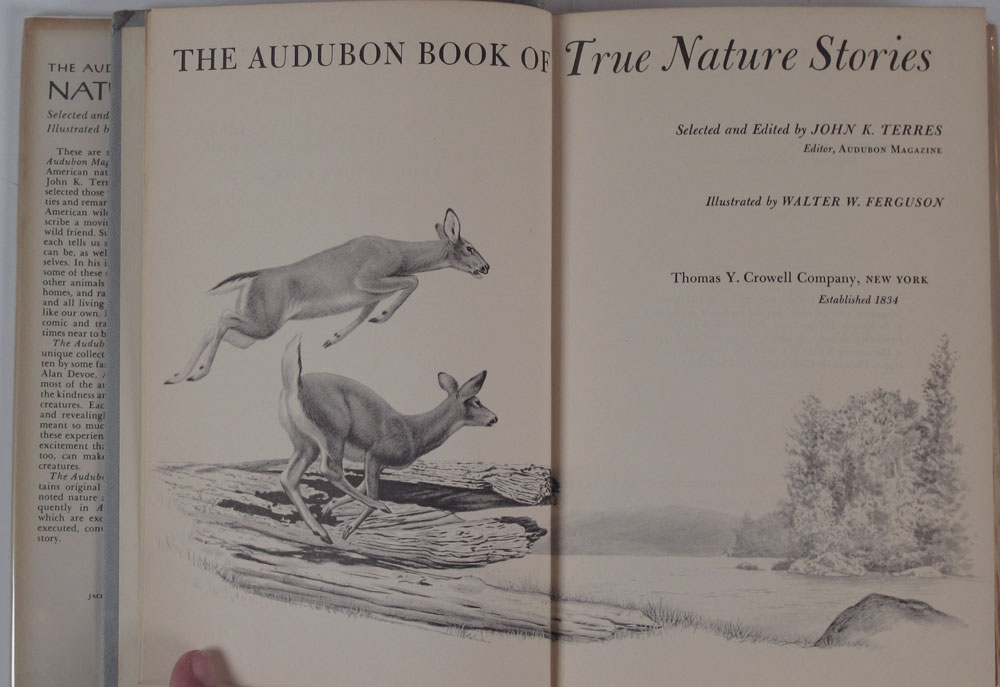 THE AUD
NAT
Selected and
Illustrated b
These are s
Audubon Mag
American nat
John K. Terr
selected those
ties and remar
American wil
scribe a movi
wild friend. Su
each tells us s
can be, as wel
selves. In his i
some of these
other animals
homes, and ra
and all living
like our own.
comic and tra
times near to b
The Audub
unique collect
ten by some fa
Alan Devoe, A
most of the au
the kindness an
creatures. Eac
and revealing
meant so muc
these experien
excitement tha
too, can make
creatures.
The Audub
tains original
noted nature
quently in A
which are exc
executed, com
story.
JAC
THE AUDUBON BOOK OF True Nature Stories
Selected and Edited by JOHN K. TERRES
Editor, AUDUBON MAGAZINE
Illustrated by WALTER W. FERGUSON
Thomas Y. Crowell Company, NEW YORK
Established 1834